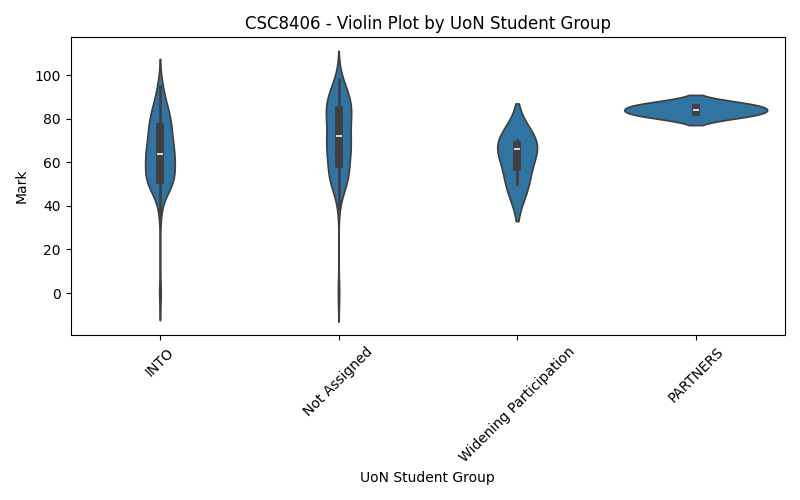 CSC8406 - Violin Plot by UoN Student Group
Mark
100
80
60
40
20
0
INTO
Not Assigned
Widening Participation
PARTNERS
UoN Student Group